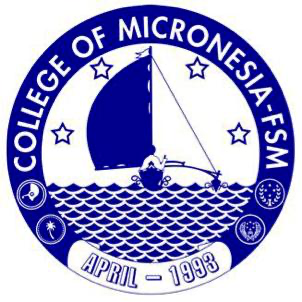 COLLEGE OF MICRONESIA-FSM
APRIL – 1993